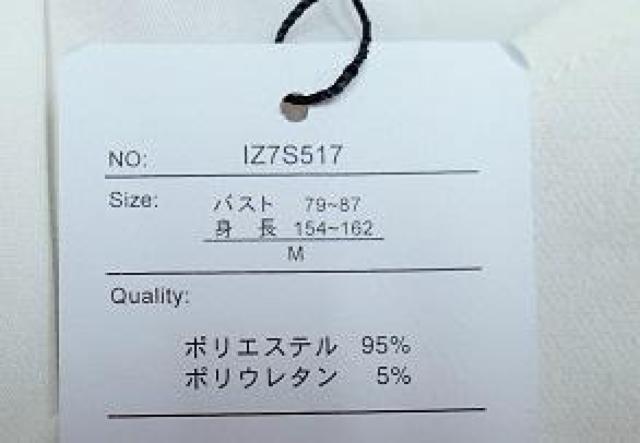 NO: IZ7S517
Size: バスト 79~87
身 長 154~162
M
Quality:
ポリエステル 95%
ポリウレタン 5%